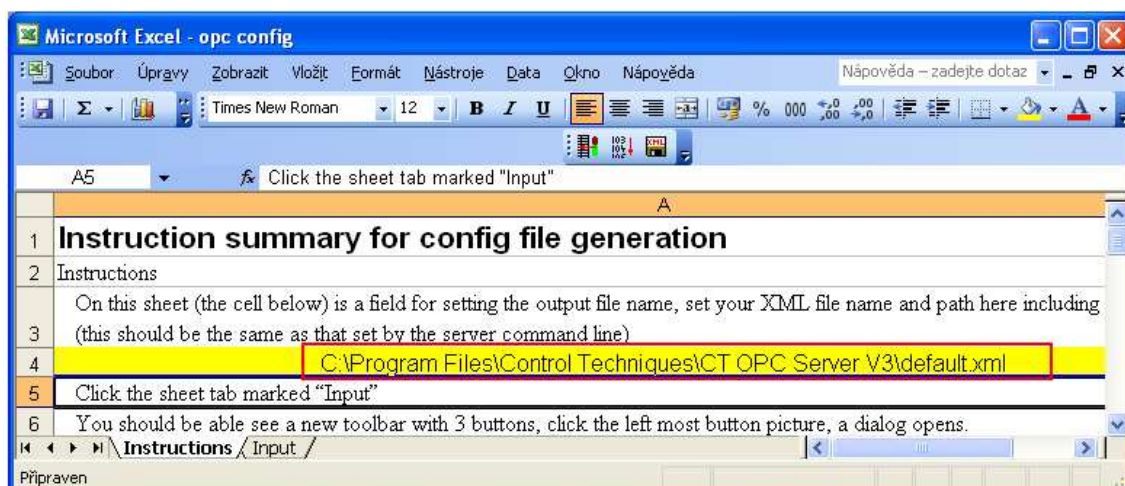 Microsoft Excel - opc config
Soubor Úpravy Zobrazit Vložit Formát Nástroje Data Okno Nápověda Nápověda – zadejte dotaz
Times New Roman 12 B I U % 000
A5 fx Click the sheet tab marked "Input"
A
1 Instruction summary for config file generation
2 Instructions
On this sheet (the cell below) is a field for setting the output file name, set your XML file name and path here including
3 (this should be the same as that set by the server command line)
4 C:\Program Files\Control Techniques\CT OPC Server V3\default.xml
5 Click the sheet tab marked “Input”
6 You should be able see a new toolbar with 3 buttons, click the left most button picture, a dialog opens.
Instructions Input
Připraven